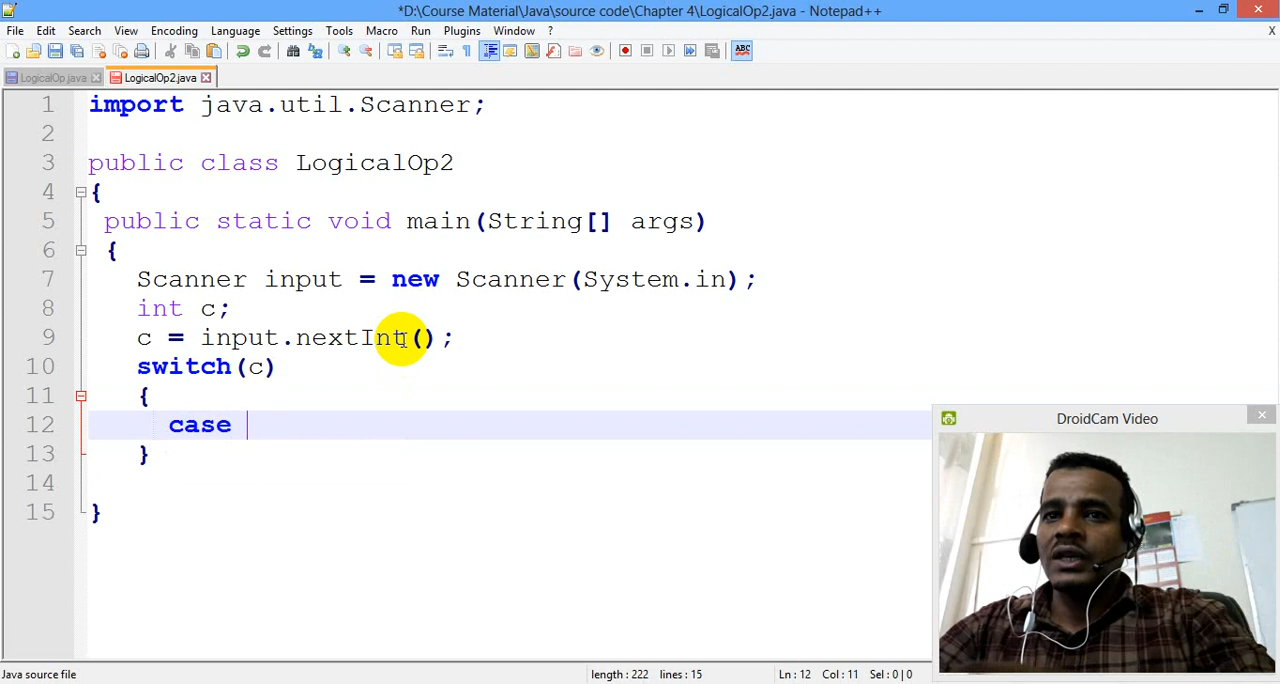 *D:\Course Material\Java\source code\Chapter 4\LogicalOp2.java - Notepad++
File Edit Search View Encoding Language Settings Tools Macro Run Plugins Window ? X
ABC
LogicalOp.java LogicalOp2.java
1 import java.util.Scanner;
2
3 public class LogicalOp2
4 {
5 public static void main(String[] args)
6 {
7 Scanner input = new Scanner(System.in);
8 int c;
9 c = input.nextInt();
10 switch(c)
11 {
12 case
13 }
14
15 }
DroidCam Video
Java source file length : 222 lines : 15 Ln : 12 Col : 11 Sel : 0 | 0